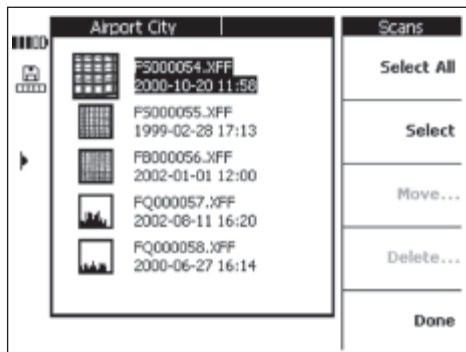 Airport City
Scans
FS000054.XFF
2000-10-20 11:58
Select All
FS000055.XFF
1999-02-28 17:13
Select
FB000056.XFF
2002-01-01 12:00
Move...
FQ000057.XFF
2002-08-11 16:20
Delete...
FQ000058.XFF
2000-06-27 16:14
Done